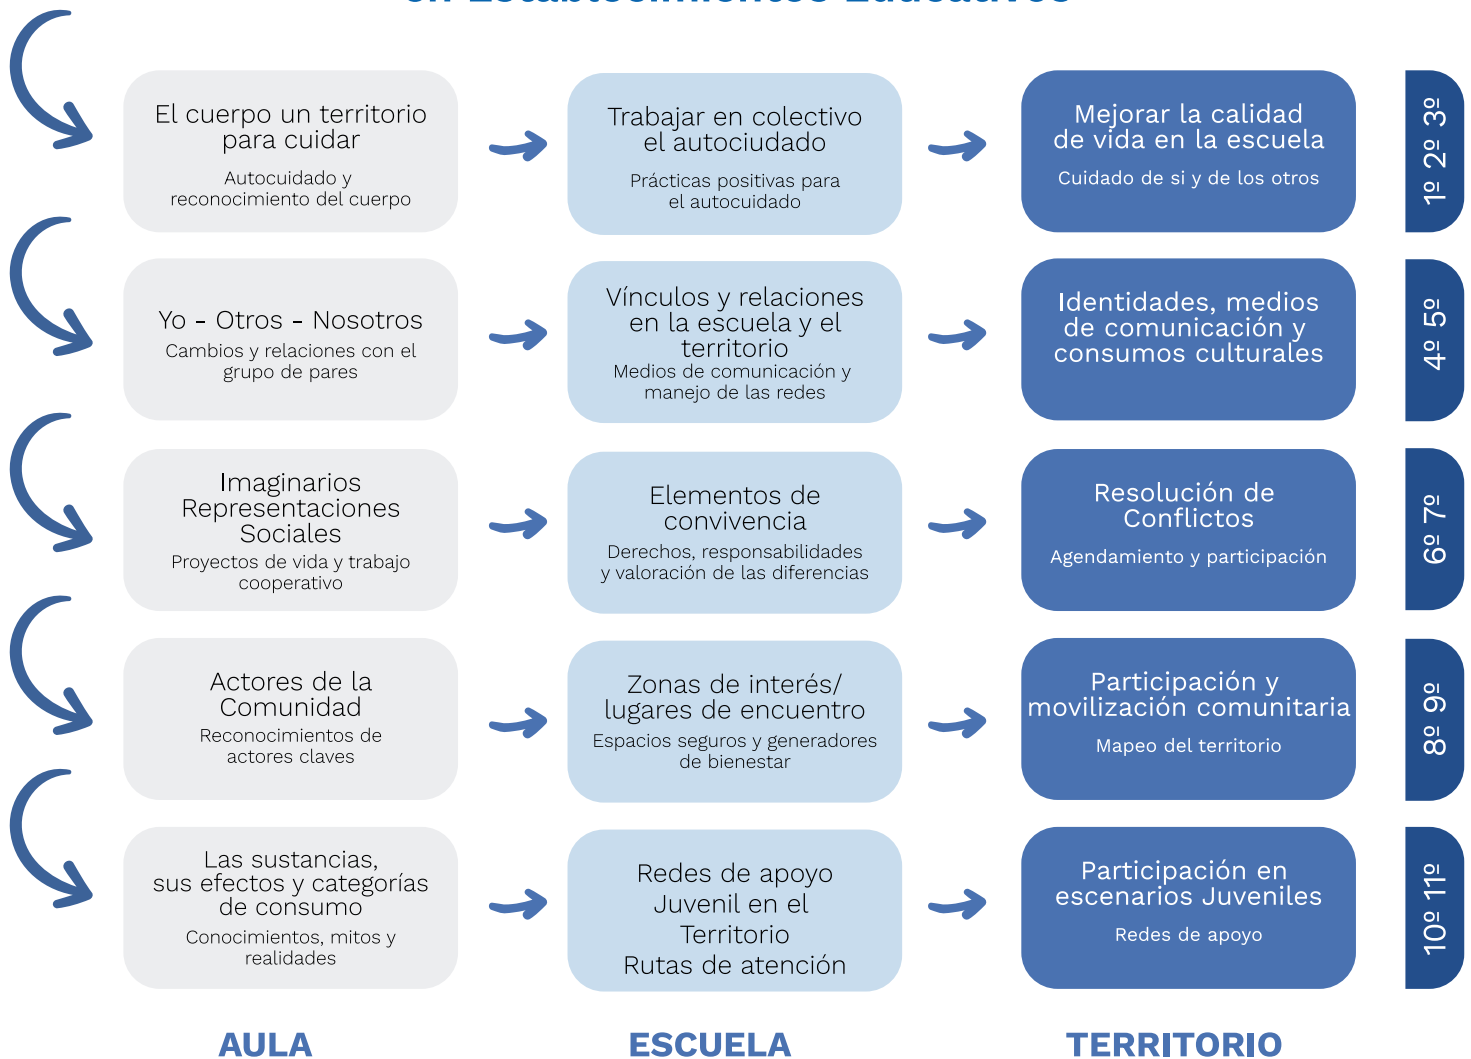 en Establecimientos Educativos
El cuerpo un territorio
para cuidar
Autocuidado y
reconocimiento del cuerpo
Trabajar en colectivo
el autociudado
Prácticas positivas para
el autocuidado
Mejorar la calidad
de vida en la escuela
Cuidado de si y de los otros
1º 2º 3º
Yo - Otros - Nosotros
Cambios y relaciones con el
grupo de pares
Vínculos y relaciones
en la escuela y el
territorio
Medios de comunicación y
manejo de las redes
Identidades, medios
de comunicación y
consumos culturales
4º 5º
Imaginarios
Representaciones
Sociales
Proyectos de vida y trabajo
cooperativo
Elementos de
convivencia
Derechos, responsabilidades
y valoración de las diferencias
Resolución de
Conflictos
Agendamiento y participación
6º 7º
Actores de la
Comunidad
Reconocimientos de
actores claves
Zonas de interés/
lugares de encuentro
Espacios seguros y generadores
de bienestar
Participación y
movilización comunitaria
Mapeo del territorio
8º 9º
Las sustancias,
sus efectos y categorías
de consumo
Conocimientos, mitos y
realidades
Redes de apoyo
Juvenil en el
Territorio
Rutas de atención
Participación en
escenarios Juveniles
Redes de apoyo
10º 11º
AULA
ESCUELA
TERRITORIO